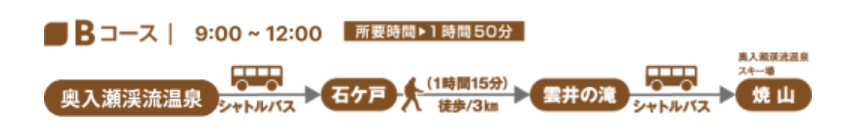 Bコース｜ 9:00～12:00 所要時間▶1時間50分
奥入瀬渓流温泉
シャトルバス
石ケ戸
(1時間15分)
徒歩/3㎞
雲井の滝
シャトルバス
奥入瀬渓流温泉
スキー場
焼山